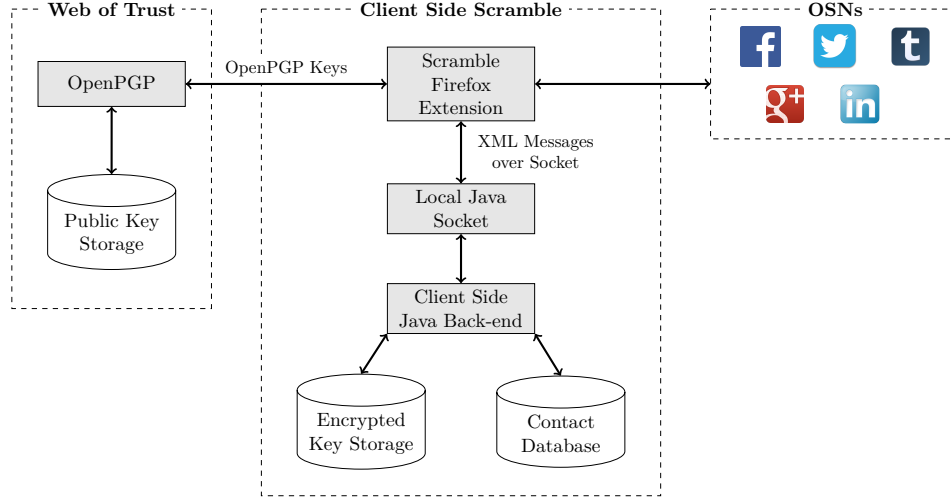 Web of Trust
Client Side Scramble
OSNs
OpenPGP
OpenPGP Keys
Scramble
Firefox
Extension
f
t
g+
in
XML Messages
over Socket
Public Key
Storage
Local Java
Socket
Client Side
Java Back-end
Encrypted
Key Storage
Contact
Database